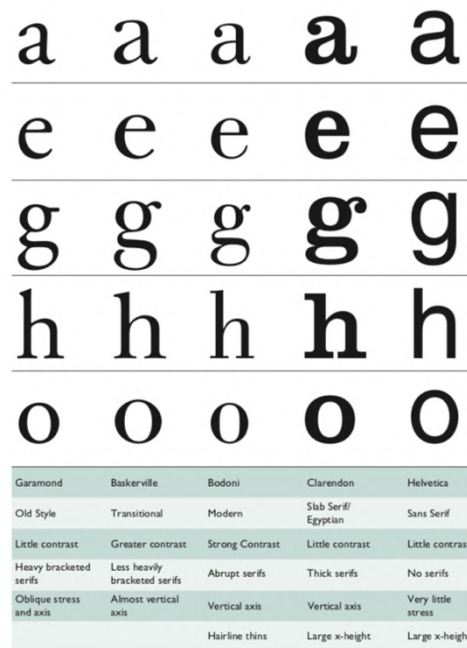 a a a a a
e e e e e
g g g g g
h h h h h
o o o o o
Garamond Baskerville Bodoni Clarendon Helvetica
Old Style Transitional Modern Slab Serif/ Egyptian Sans Serif
Little contrast Greater contrast Strong Contrast Little contrast Little contras
Heavy bracketed serifs Less heavily bracketed serifs Abrupt serifs Thick serifs No serifs
Oblique stress and axis Almost vertical axis Vertical axis Vertical axis Very little stress
Hairline thins Large x-height Large x-heigh